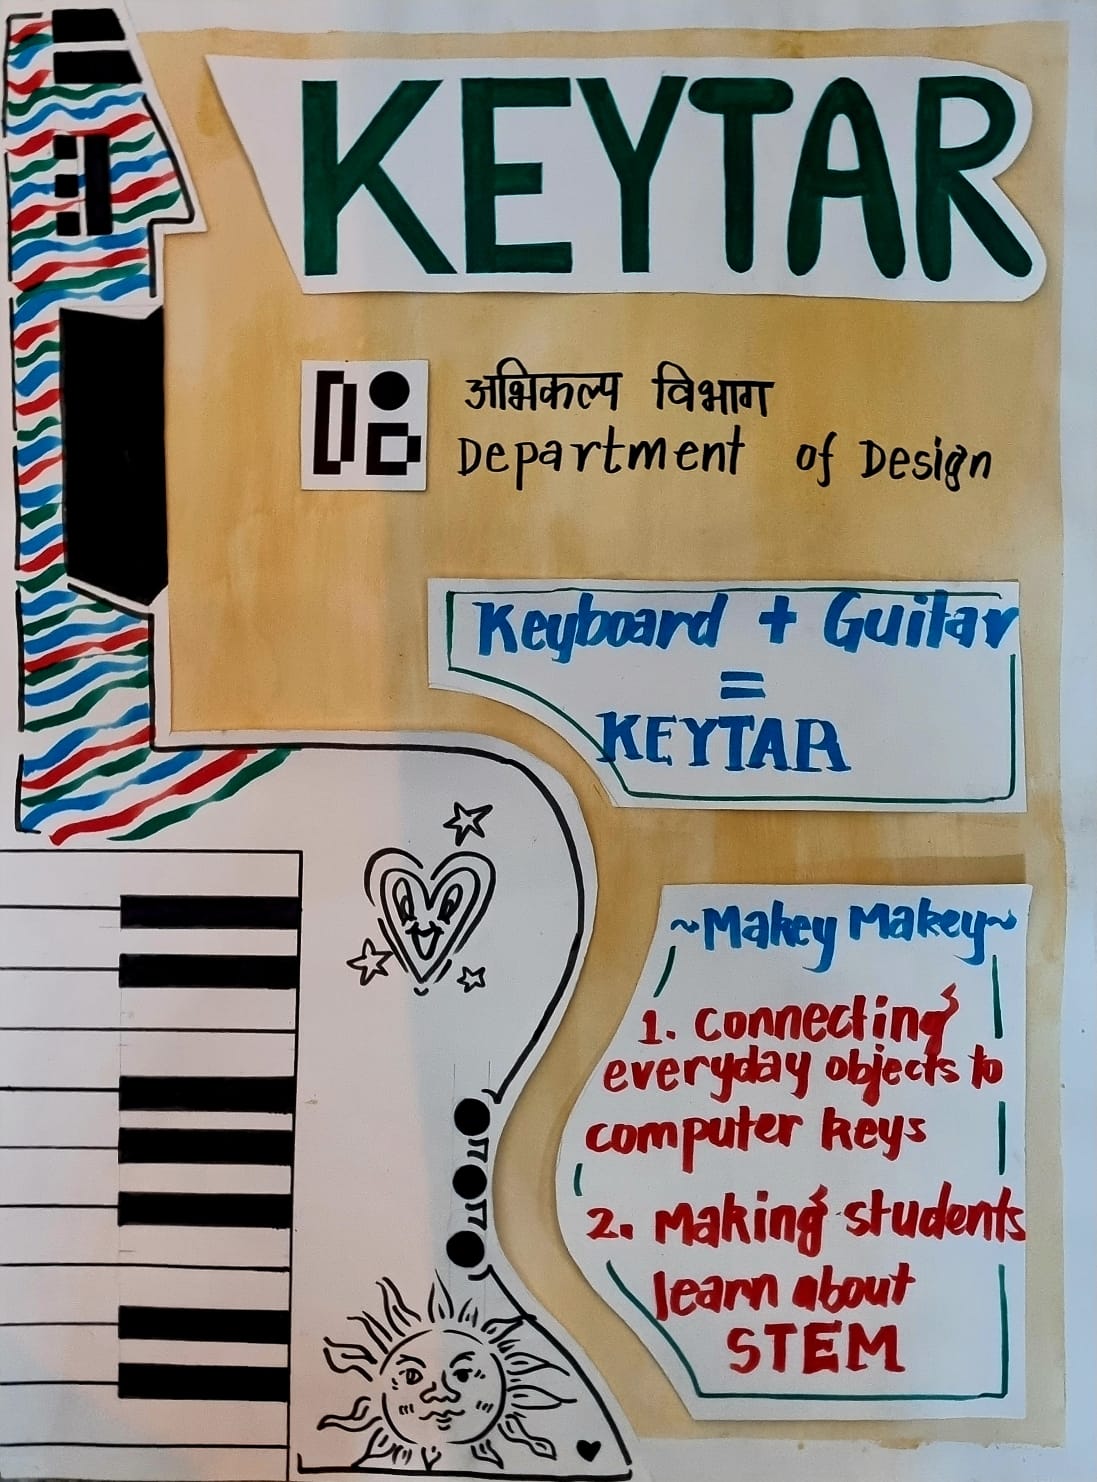 KEYTAR
अभिकल्प विभाग
Department of Design
Keyboard + Guitar
=
KEYTAR
~Makey Makey~
1. Connecting
everyday objects to
computer keys
2. Making students
learn about
STEM